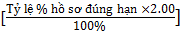 [Tỷ lệ % hồ sơ đúng hạn ×2.00
100%]